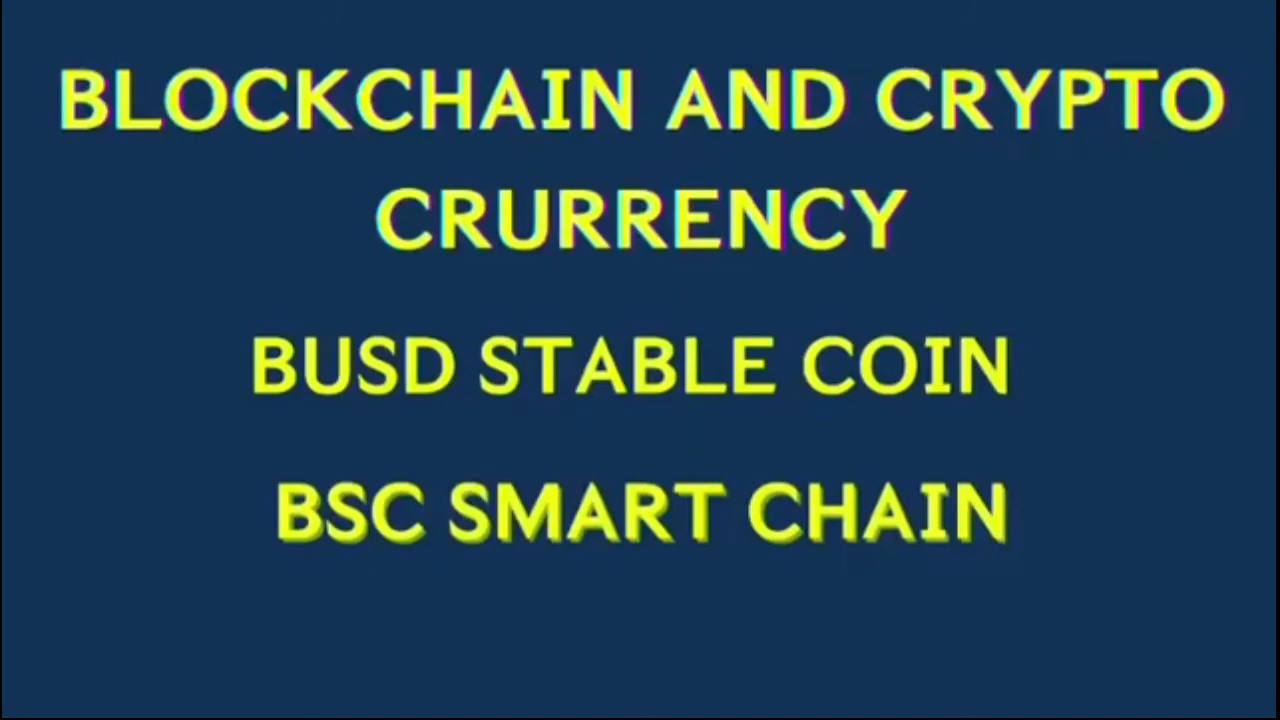 BLOCKCHAIN AND CRYPTO
CRURRENCY
BUSD STABLE COIN
BSC SMART CHAIN